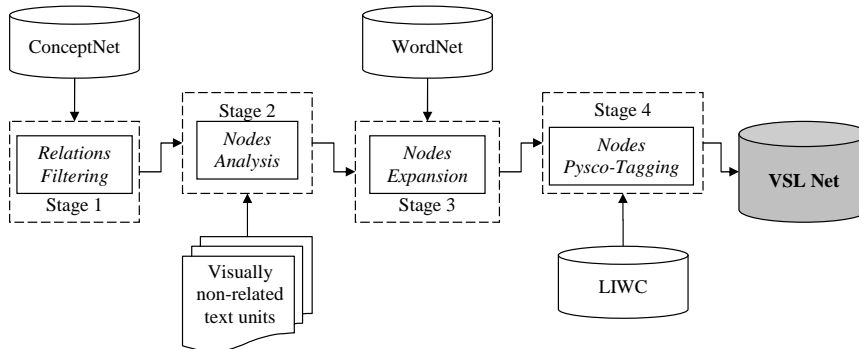 ConceptNet
WordNet
Stage 2
Stage 4
Relations
Filtering
Nodes
Analysis
Nodes
Expansion
Nodes
Pysco-Tagging
VSL Net
Stage 1
Stage 3
Visually
non-related
text units
LIWC